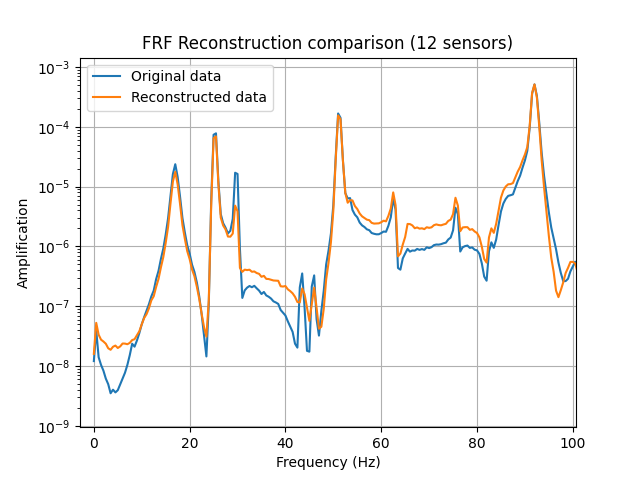 FRF Reconstruction comparison (12 sensors)
Original data
Reconstructed data
Amplification
10⁻³
10⁻⁴
10⁻⁵
10⁻⁶
10⁻⁷
10⁻⁸
10⁻⁹
0 20 40 60 80 100
Frequency (Hz)